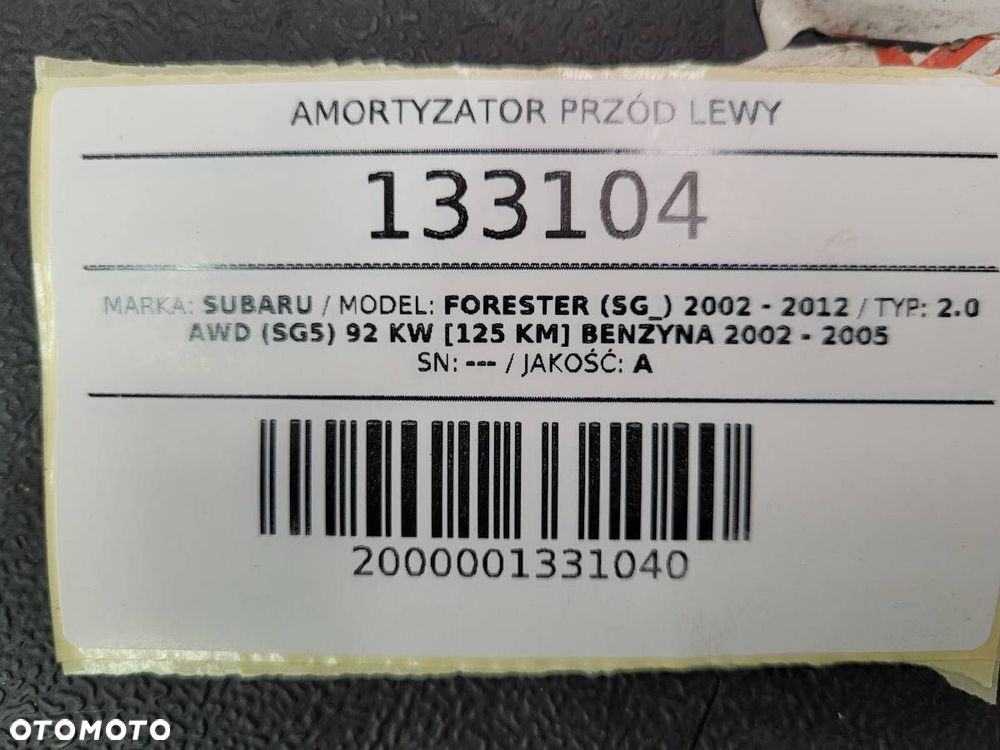 AMORTYZATOR PRZÓD LEWY
133104
MARKA: SUBARU / MODEL: FORESTER (SG_) 2002 - 2012 / TYP: 2.0
AWD (SG5) 92 KW [125 KM] BENZYNA 2002 - 2005
SN: --- / JAKOŚĆ: A
2000001331040
OTOMOTO